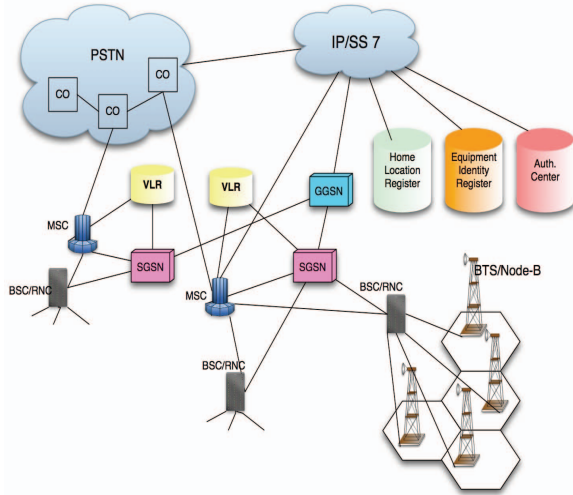 PSTN
IP/SS 7
CO
CO
CO
VLR
VLR
GGSN
Home
Location
Register
Equipment
Identity
Register
Auth.
Center
MSC
SGSN
SGSN
BTS/Node-B
BSC/RNC
MSC
BSC/RNC
BSC/RNC